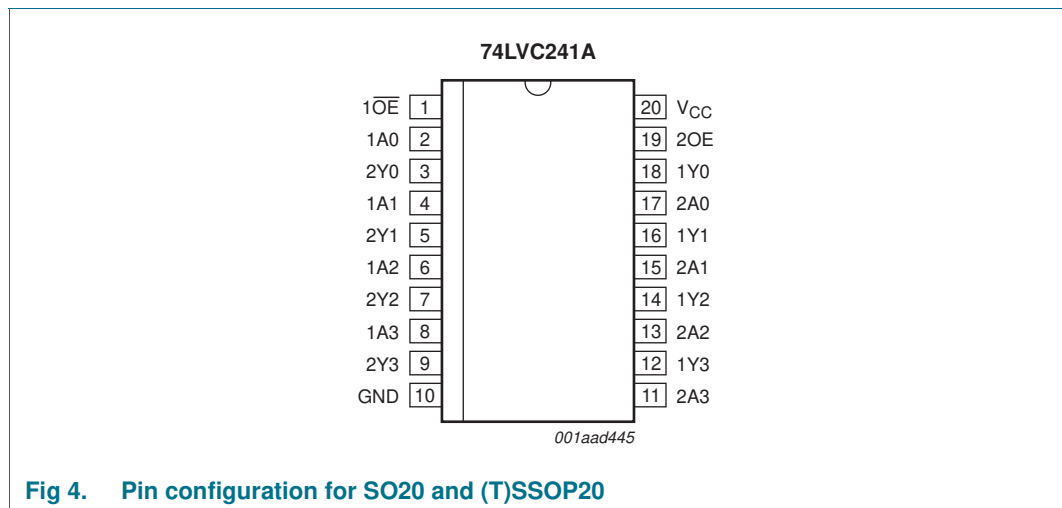 74LVC241A
1O̅E̅ 1 20 VCC
1A0 2 19 2OE
2Y0 3 18 1Y0
1A1 4 17 2A0
2Y1 5 16 1Y1
1A2 6 15 2A1
2Y2 7 14 1Y2
1A3 8 13 2A2
2Y3 9 12 1Y3
GND 10 11 2A3
001aad445
Fig 4. Pin configuration for SO20 and (T)SSOP20